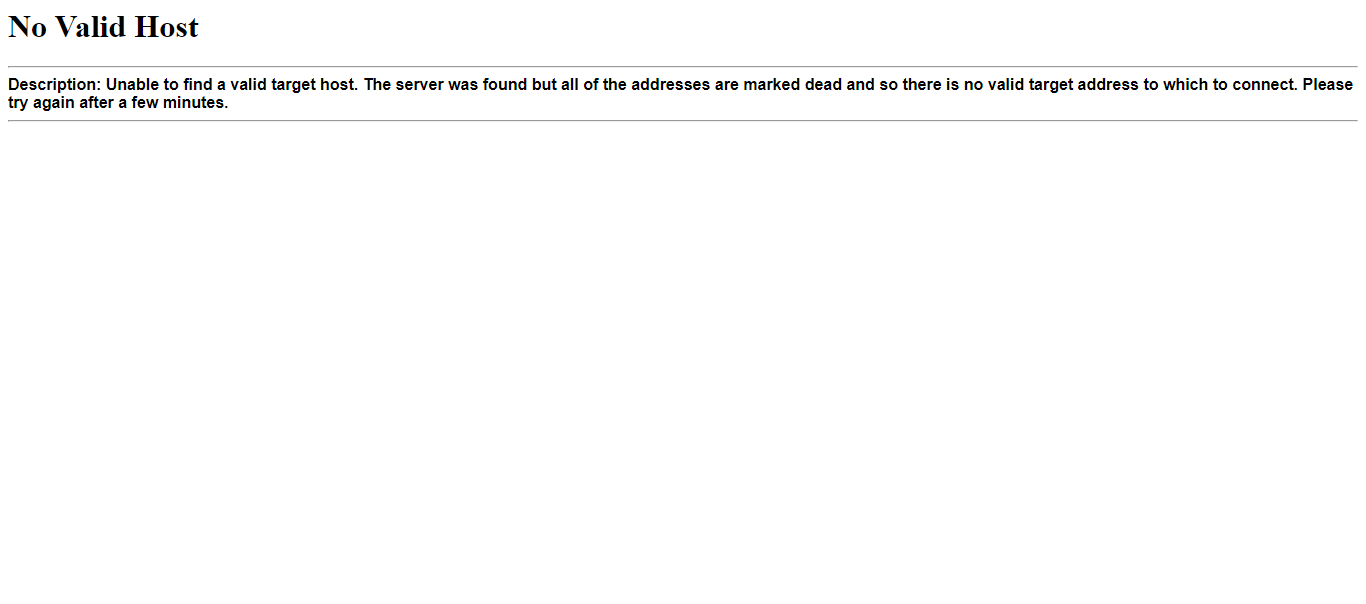 No Valid Host
Description: Unable to find a valid target host. The server was found but all of the addresses are marked dead and so there is no valid target address to which to connect. Please
try again after a few minutes.